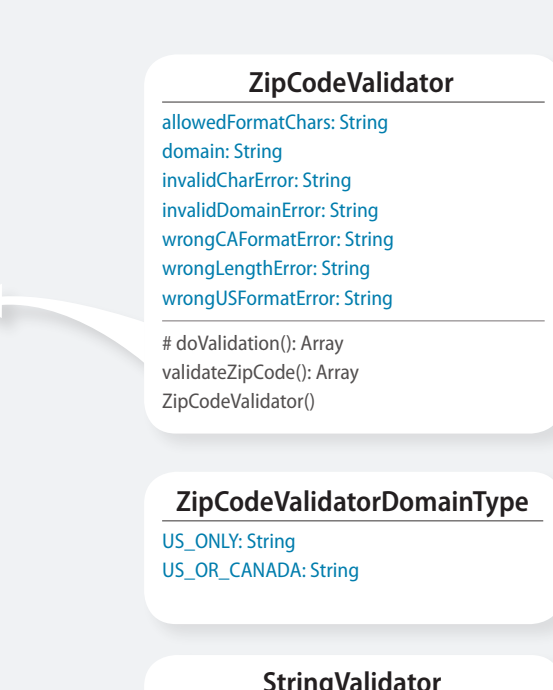 ZipCodeValidator
allowedFormatChars: String
domain: String
invalidCharError: String
invalidDomainError: String
wrongCAFormatError: String
wrongLengthError: String
wrongUSFormatError: String
# doValidation(): Array
validateZipCode(): Array
ZipCodeValidator()
ZipCodeValidatorDomainType
US_ONLY: String
US_OR_CANADA: String
StringValidator